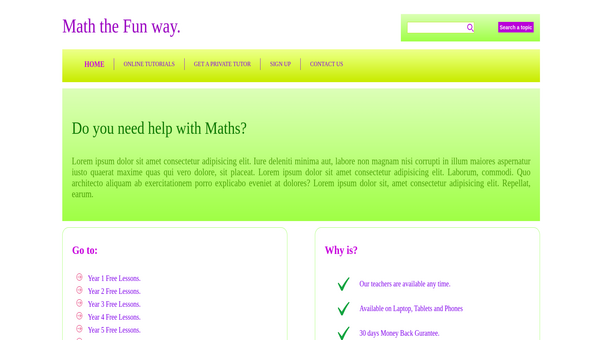 Math the Fun way.
Search a topic
HOME ONLINE TUTORIALS GET A PRIVATE TUTOR SIGN UP CONTACT US
Do you need help with Maths?
Lorem ipsum dolor sit amet consectetur adipisicing elit. Iure deleniti minima aut, labore non magnam nisi corrupti in illum maiores aspernatur
iusto quaerat maxime quas qui vero dolore, sit placeat. Lorem ipsum dolor sit amet consectetur adipisicing elit. Laborum, commodi. Quo
architecto aliquam ab exercitationem porro explicabo eveniet at dolores? Lorem ipsum dolor sit, amet consectetur adipisicing elit. Repellat,
earum.
Go to:
Year 1 Free Lessons.
Year 2 Free Lessons.
Year 3 Free Lessons.
Year 4 Free Lessons.
Year 5 Free Lessons.
Why is?
Our teachers are available any time.
Available on Laptop, Tablets and Phones
30 days Money Back Gurantee.